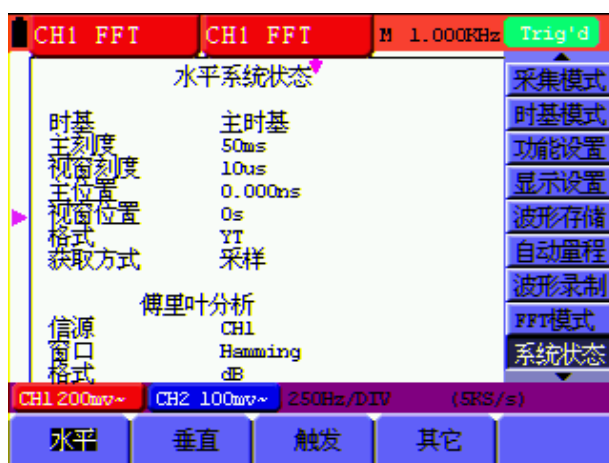 CH1 FFT CH1 FFT M 1.000KHz Trig'd
水平系统状态
时基 主时基
主刻度 50ms
视窗刻度 10us
主位置 0.000ns
视窗位置 0s
格式 YT
获取方式 采样
傅里叶分析
信源 CH1
窗口 Hamming
格式 dB
采集模式
时基模式
功能设置
显示设置
波形存储
自动量程
波形录制
FFT模式
系统状态
CH1 200mv~ CH2 100mv~ 250Hz/DIV (5KS/s)
水平 垂直 触发 其它